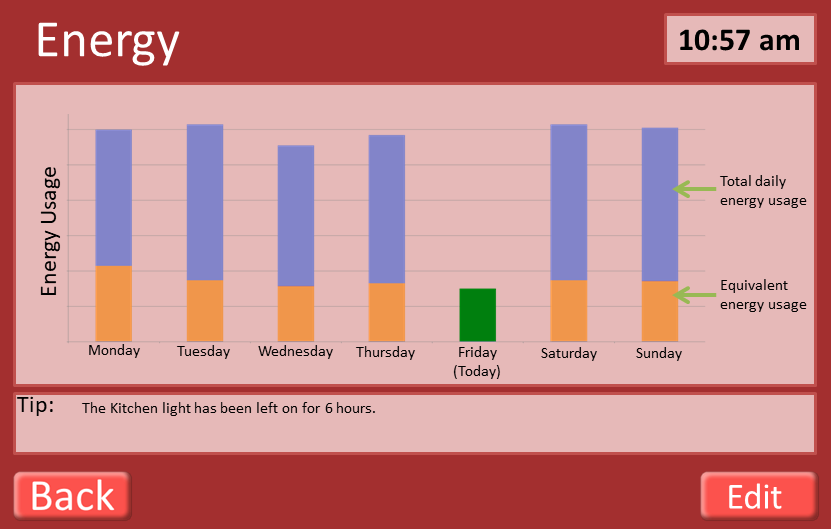 Energy
10:57 am
Energy Usage
Total daily
energy usage
Equivalent
energy usage
Monday Tuesday Wednesday Thursday Friday Saturday Sunday
(Today)
Tip: The Kitchen light has been left on for 6 hours.
Back Edit